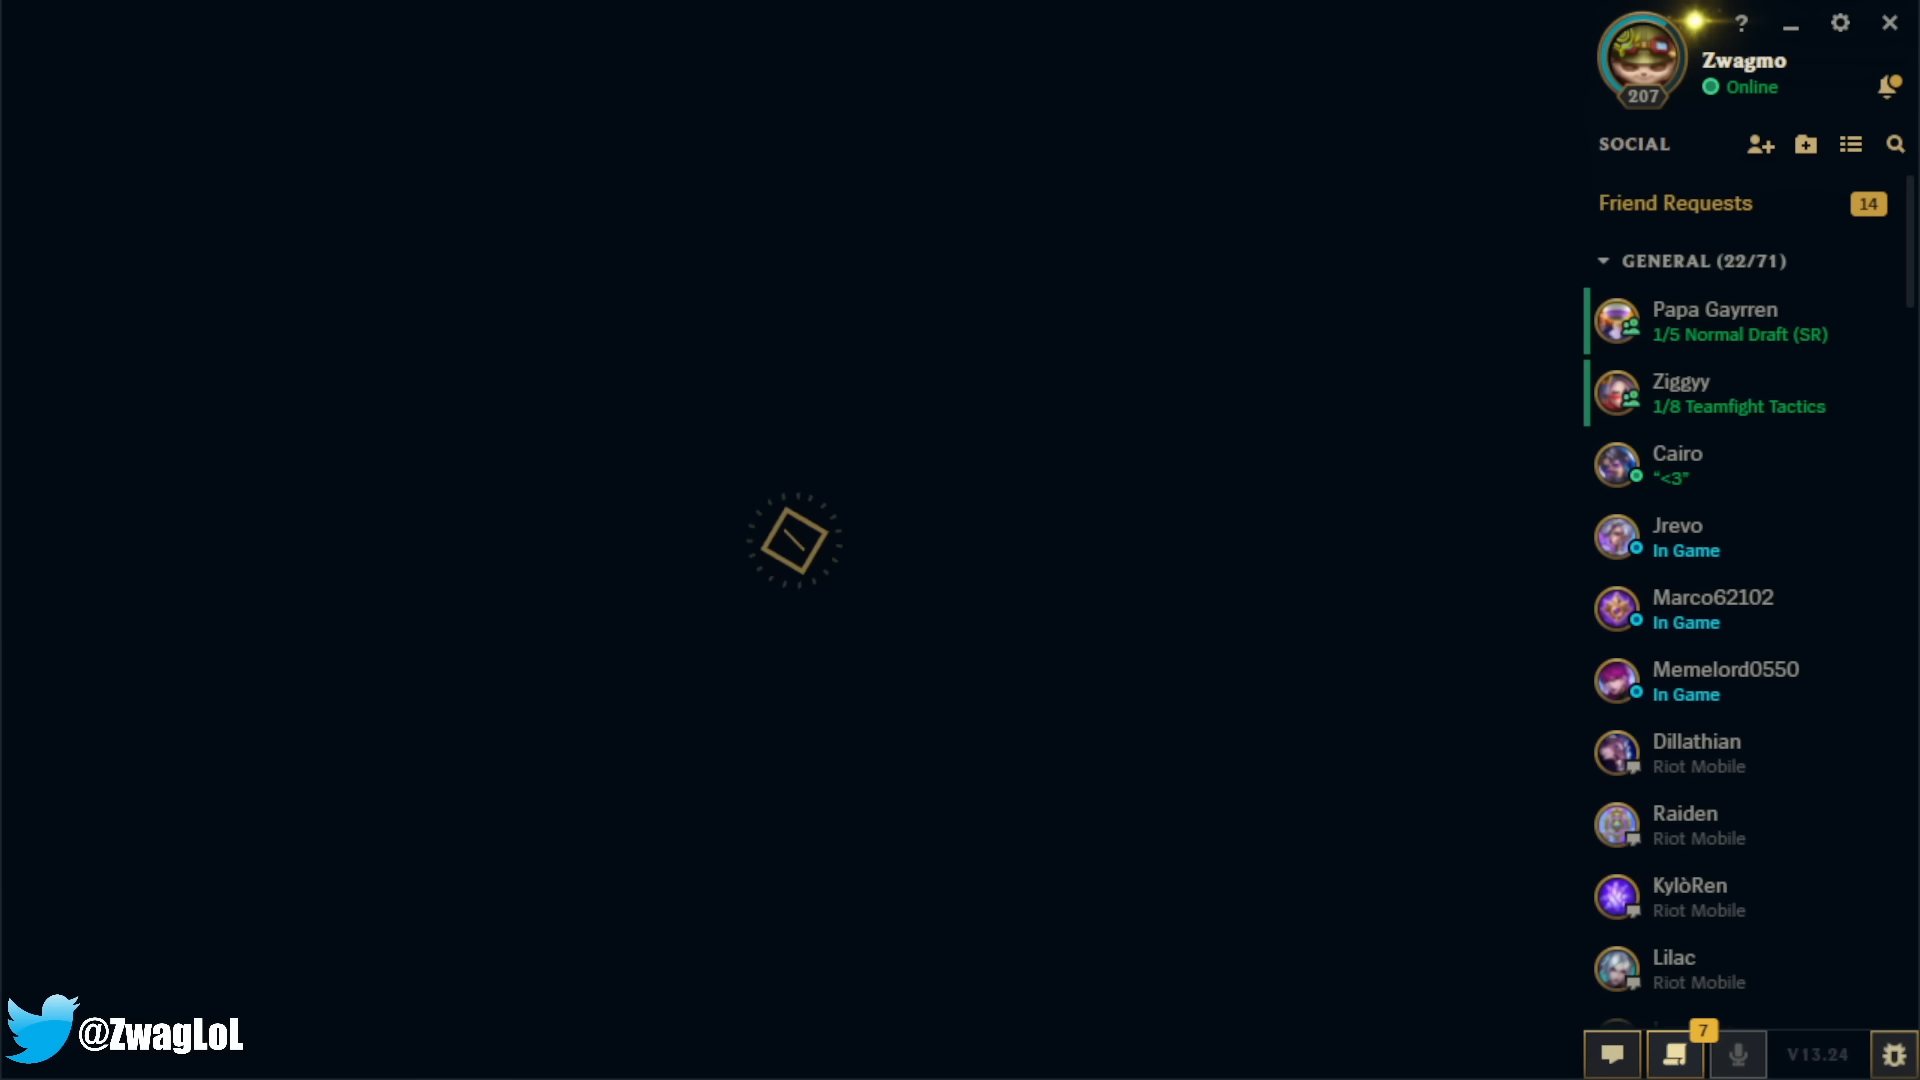 ?
Zwagmo
Online
207
SOCIAL
Friend Requests
14
GENERAL (22/71)
Papa Gayrren
1/5 Normal Draft (SR)
Ziggyy
1/8 Teamfight Tactics
Cairo
“<3”
Jrevo
In Game
Marco62102
In Game
Memelord0550
In Game
Dillathian
Riot Mobile
Raiden
Riot Mobile
KylòRen
Riot Mobile
Lilac
Riot Mobile
7
V13.24
@ZwagLoL